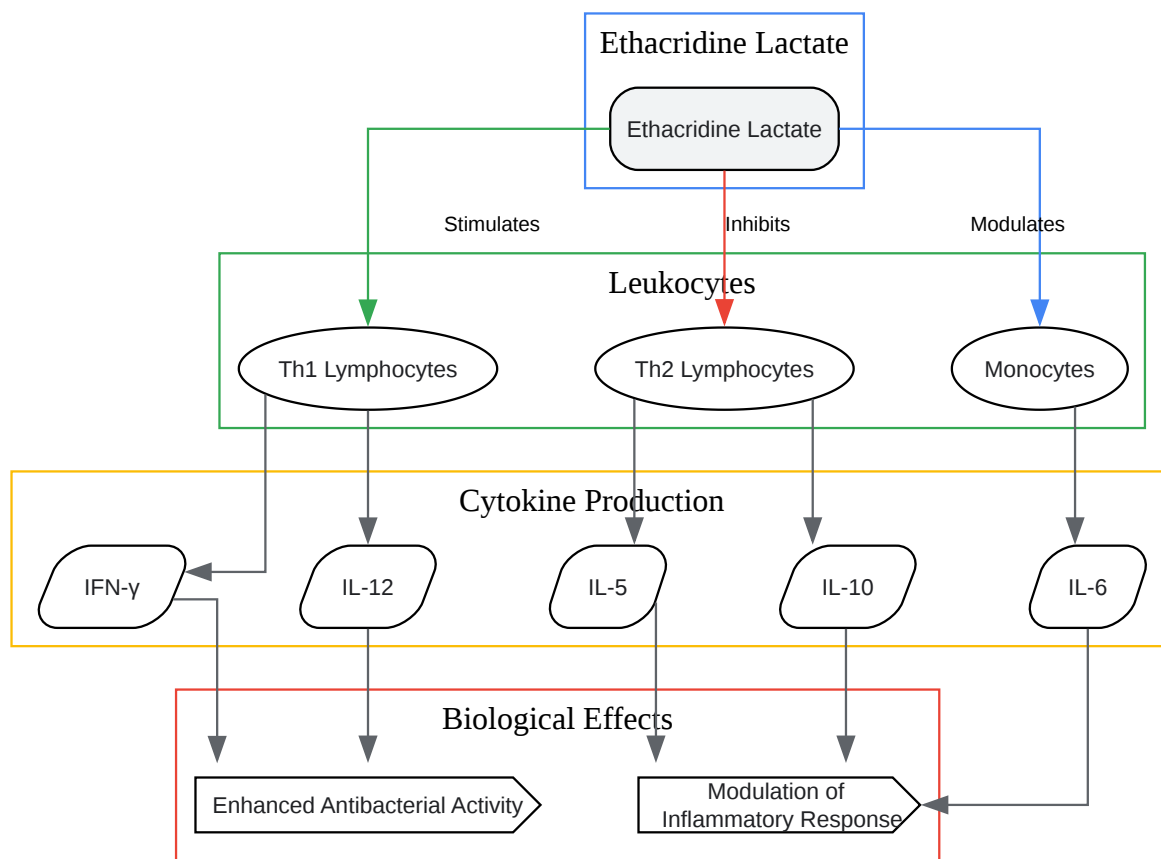 Ethacridine Lactate
Ethacridine Lactate
Stimulates
Inhibits
Modulates
Leukocytes
Th1 Lymphocytes
Th2 Lymphocytes
Monocytes
Cytokine Production
IFN-γ
IL-12
IL-5
IL-10
IL-6
Biological Effects
Enhanced Antibacterial Activity
Modulation of
Inflammatory Response